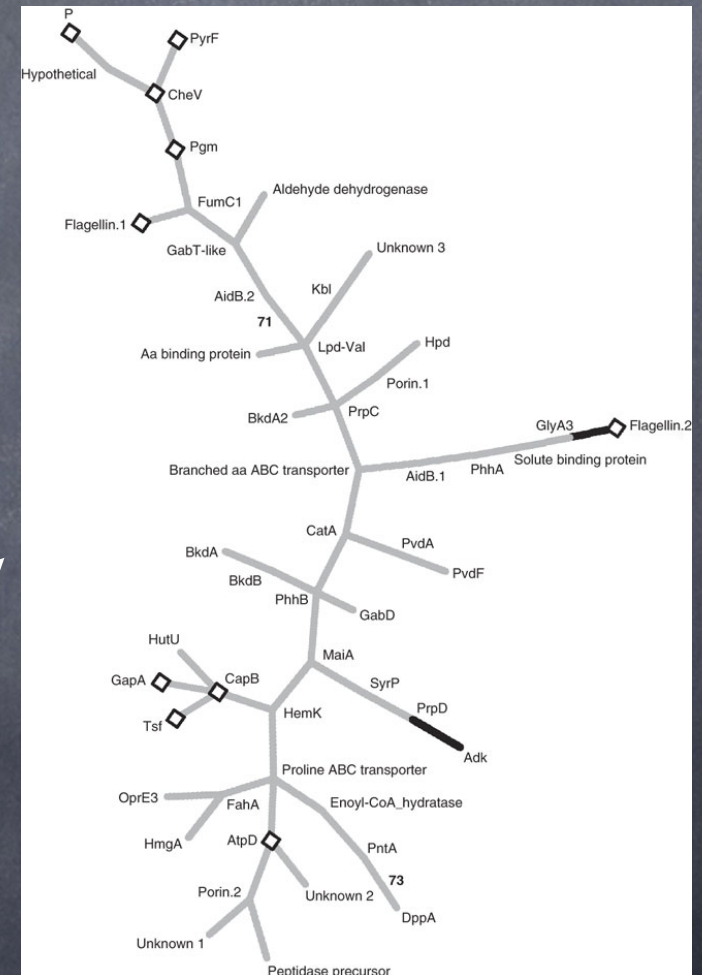 P
PyrF
Hypothetical
CheV
Pgm
FumC1
Aldehyde dehydrogenase
Flagellin.1
GabT-like
Unknown 3
Kbl
AidB.2
71
Lpd-Val
Hpd
Aa binding protein
Porin.1
BkdA2
PrpC
GlyA3
Flagellin.2
Solute binding protein
PhhA
Branched aa ABC transporter
AidB.1
CatA
PvdA
BkdA
PvdF
BkdB
PhhB
GabD
HutU
MaiA
GapA
CapB
SyrP
PrpD
HemK
Tsf
Adk
Proline ABC transporter
OprE3
FahA
Enoyl-CoA_hydratase
HmgA
AtpD
PntA
73
Porin.2
Unknown 2
DppA
Unknown 1
Peptidase precursor